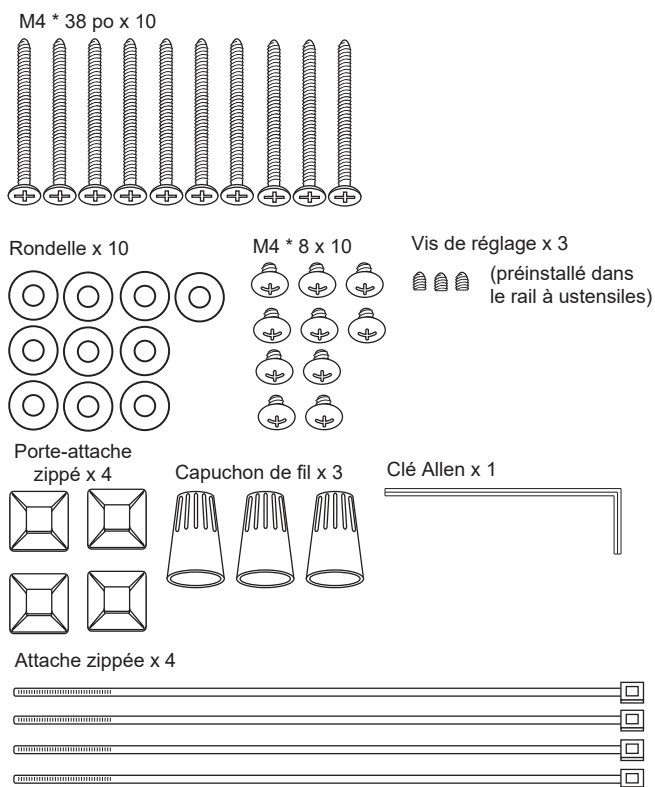 M4 * 38 po x 10
Rondelle x 10
M4 * 8 x 10
Vis de réglage x 3
(préinstallé dans
le rail à ustensiles)
Porte-attache
zippé x 4
Capuchon de fil x 3
Clé Allen x 1
Attache zippée x 4